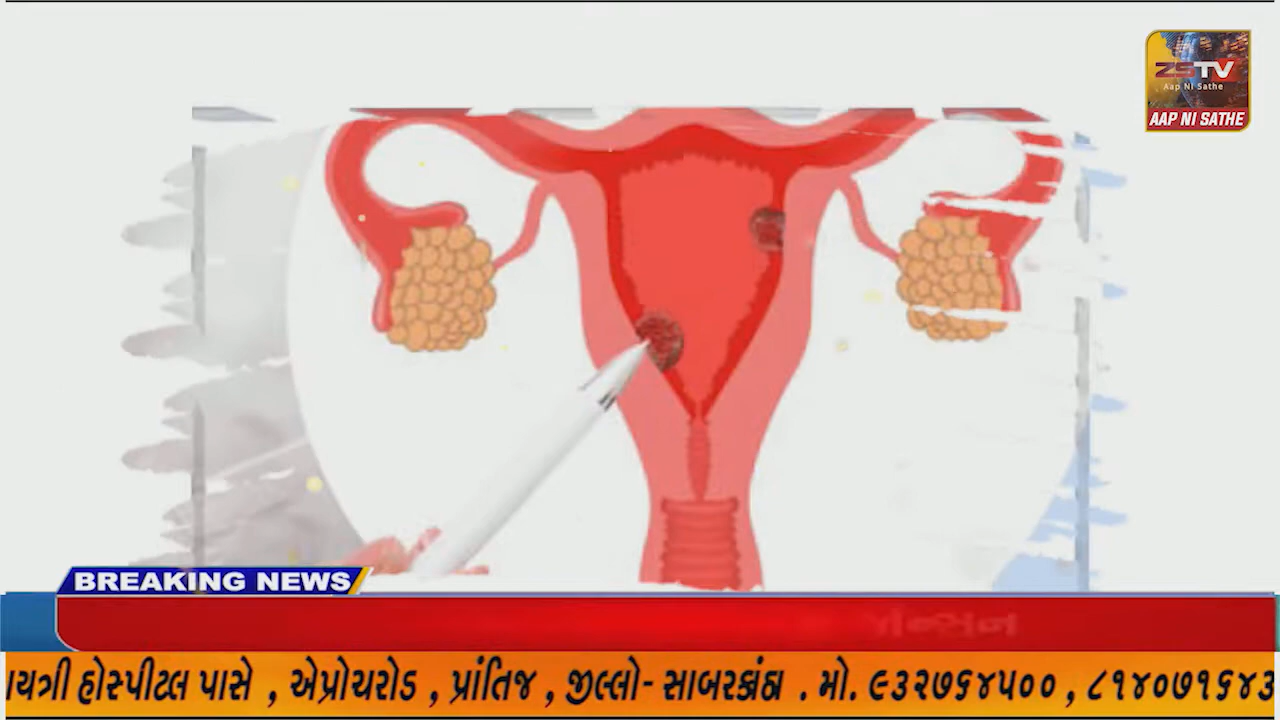 ZSTV
Aap Ni Sathe
AAP NI SATHE
BREAKING NEWS
યત્રી હોસ્પીટલ પાસે , એપ્રોચરોડ , પ્રાંતિજ , જીલ્લો- સાબરકાંઠા . મો. ૯૩૨૭૬૪૫૦૦ , ૮૧૪૦૭૧૬૪૩